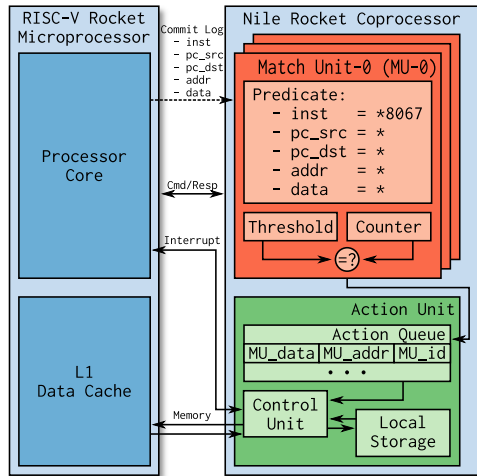 RISC-V Rocket
Microprocessor
Processor
Core
L1
Data Cache
Commit Log
- inst
- pc_src
- pc_dst
- addr
- data
Cmd/Resp
Interrupt
Memory
Nile Rocket Coprocessor
Match Unit-0 (MU-0)
Predicate:
- inst = *8067
- pc_src = *
- pc_dst = *
- addr = *
- data = *
Threshold
Counter
=?
Action Unit
Action Queue
MU_data MU_addr MU_id
• • •
Control
Unit
Local
Storage